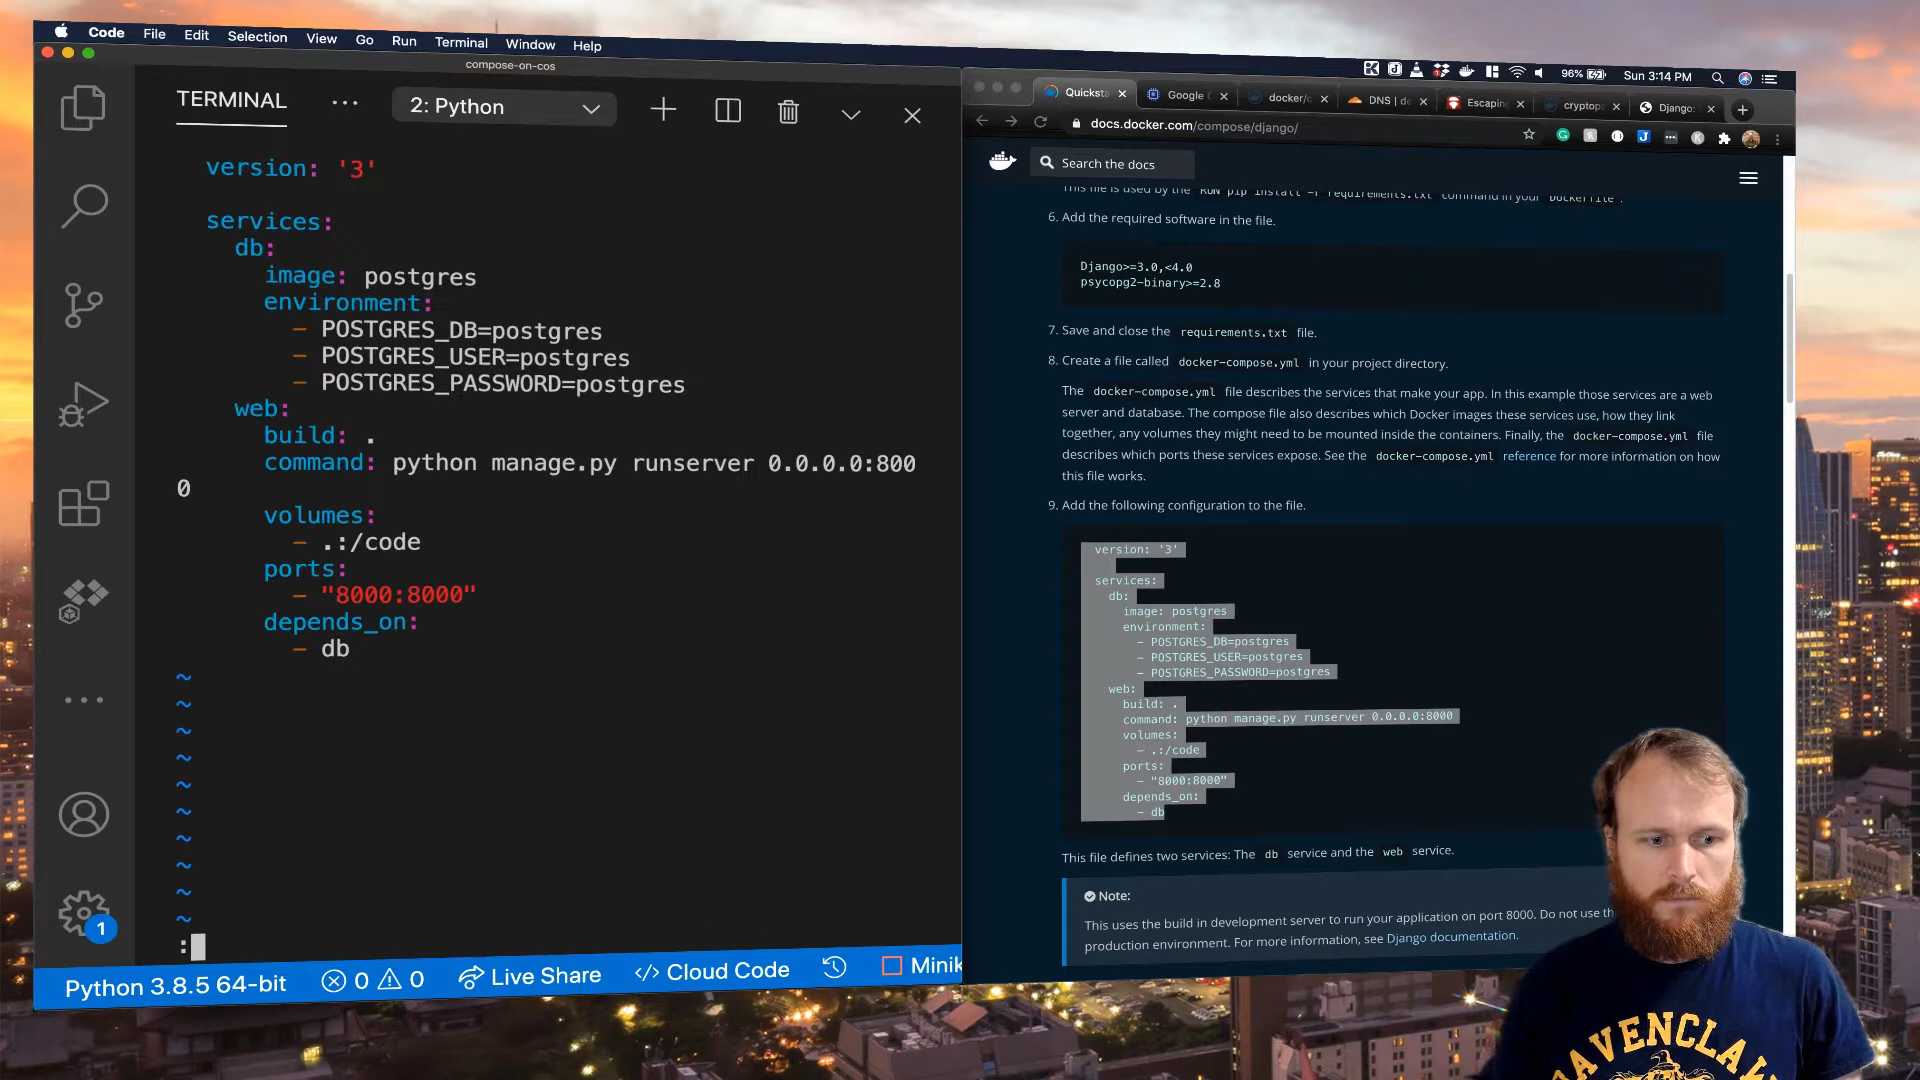 Code File Edit Selection View Go Run Terminal Window Help
compose-on-cos
TERMINAL ... 2: Python
version: '3'
services:
db:
image: postgres
environment:
- POSTGRES_DB=postgres
- POSTGRES_USER=postgres
- POSTGRES_PASSWORD=postgres
web:
build: .
command: python manage.py runserver 0.0.0.0:800
0
volumes:
- .:/code
ports:
- "8000:8000"
depends_on:
- db
~
~
~
~
~
~
~
~
~
~
:
1
Python 3.8.5 64-bit 0 0 Live Share Cloud Code Minik
96% Sun 3:14 PM
Quicksta Google C docker/c DNS | de Escaping cryptop Django:
docs.docker.com/compose/django/
Search the docs
This file is used by the RUN pip install -r requirements.txt command in your Dockerfile .
6. Add the required software in the file.
Django>=3.0,<4.0
psycopg2-binary>=2.8
7. Save and close the requirements.txt file.
8. Create a file called docker-compose.yml in your project directory.
The docker-compose.yml file describes the services that make your app. In this example those services are a web
server and database. The compose file also describes which Docker images these services use, how they link
together, any volumes they might need to be mounted inside the containers. Finally, the docker-compose.yml file
describes which ports these services expose. See the docker-compose.yml reference for more information on how
this file works.
9. Add the following configuration to the file.
version: '3'
services:
db:
image: postgres
environment:
- POSTGRES_DB=postgres
- POSTGRES_USER=postgres
- POSTGRES_PASSWORD=postgres
web:
build: .
command: python manage.py runserver 0.0.0.0:8000
volumes:
- .:/code
ports:
- "8000:8000"
depends_on:
- db
This file defines two services: The db service and the web service.
Note:
This uses the build in development server to run your application on port 8000. Do not use th
production environment. For more information, see Django documentation.
RAVENCLAW